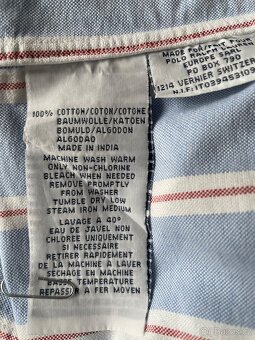 100% COTTON/COTON/COTONE
BAUMWOLLE/KATOEN
BOMULD/ALGODON
ALGODAO
MADE IN INDIA
MACHINE WASH WARM
ONLY NON-CHLORINE
BLEACH WHEN NEEDED
REMOVE PROMPTLY
FROM WASHER
TUMBLE DRY LOW
STEAM IRON MEDIUM
LAVAGE A 40°
EAU DE JAVEL NON
CHLOREE UNIQUEMENT
SI NECESSAIRE
RETIRER RAPIDEMENT
DE LA MACHINE A LAVER
SECHAGE EN MACHINE
BASSE TEMPERATURE
REPASSER A FER MOYEN
MADE
POLO RALPH
EUROPE SARL
PO BOX 790
1214 VERNIER SWITZER
N.I.F: IT03945310